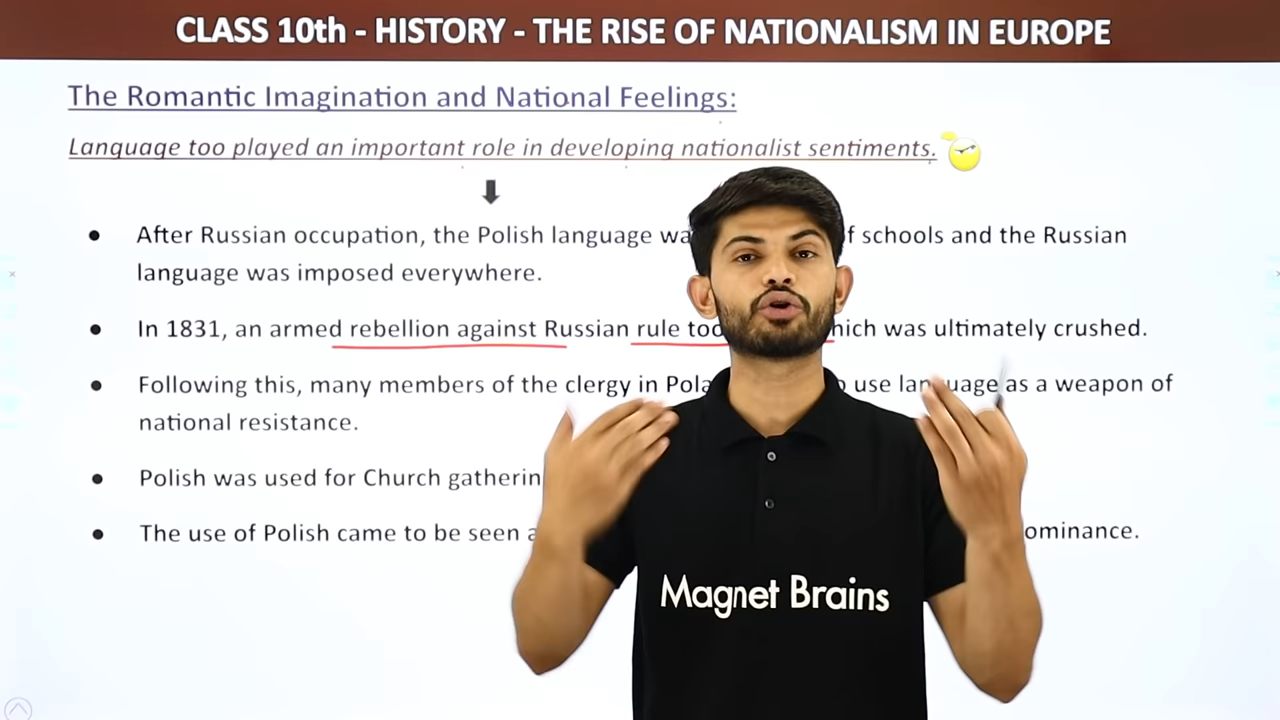 CLASS 10th - HISTORY - THE RISE OF NATIONALISM IN EUROPE
The Romantic Imagination and National Feelings:
Language too played an important role in developing nationalist sentiments.
After Russian occupation, the Polish language f schools and the Russian
language was imposed everywhere.
In 1831, an armed rebellion against Russian rule hich was ultimately crushed.
Following this, many members of the clergy in use language as a weapon of
national resistance.
Polish was used for Church
The use of Polish came to be seen ominance.
Magnet Brains